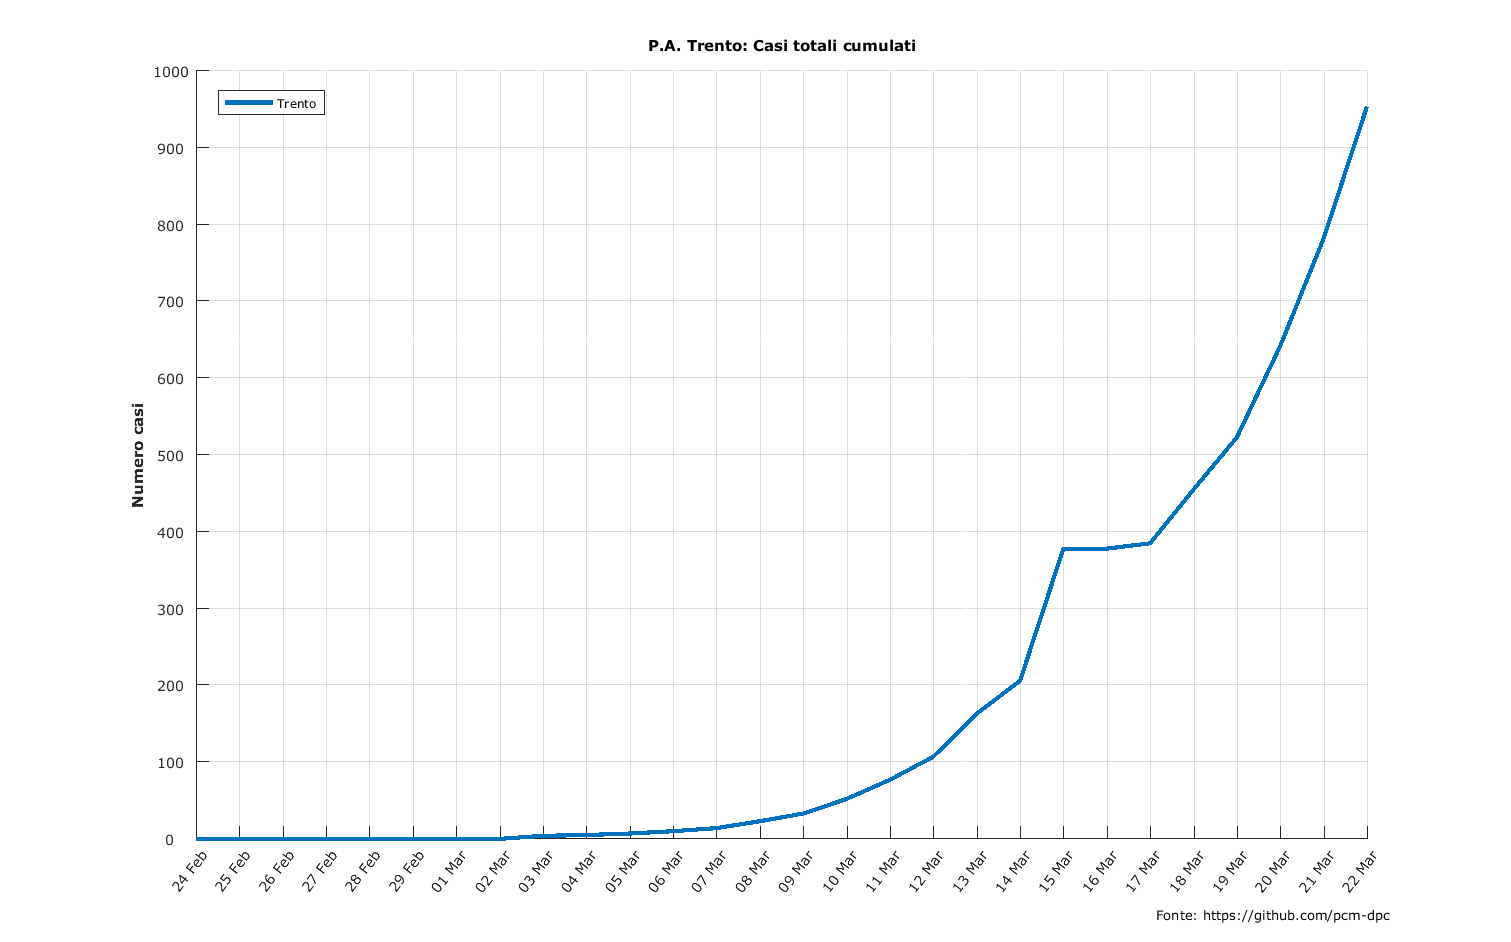 P.A. Trento: Casi totali cumulati
Trento
1000
900
800
700
600
500
400
300
200
100
0
Numero casi
24 Feb
25 Feb
26 Feb
27 Feb
28 Feb
29 Feb
01 Mar
02 Mar
03 Mar
04 Mar
05 Mar
06 Mar
07 Mar
08 Mar
09 Mar
10 Mar
11 Mar
12 Mar
13 Mar
14 Mar
15 Mar
16 Mar
17 Mar
18 Mar
19 Mar
20 Mar
21 Mar
22 Mar
Fonte: https://github.com/pcm-dpc